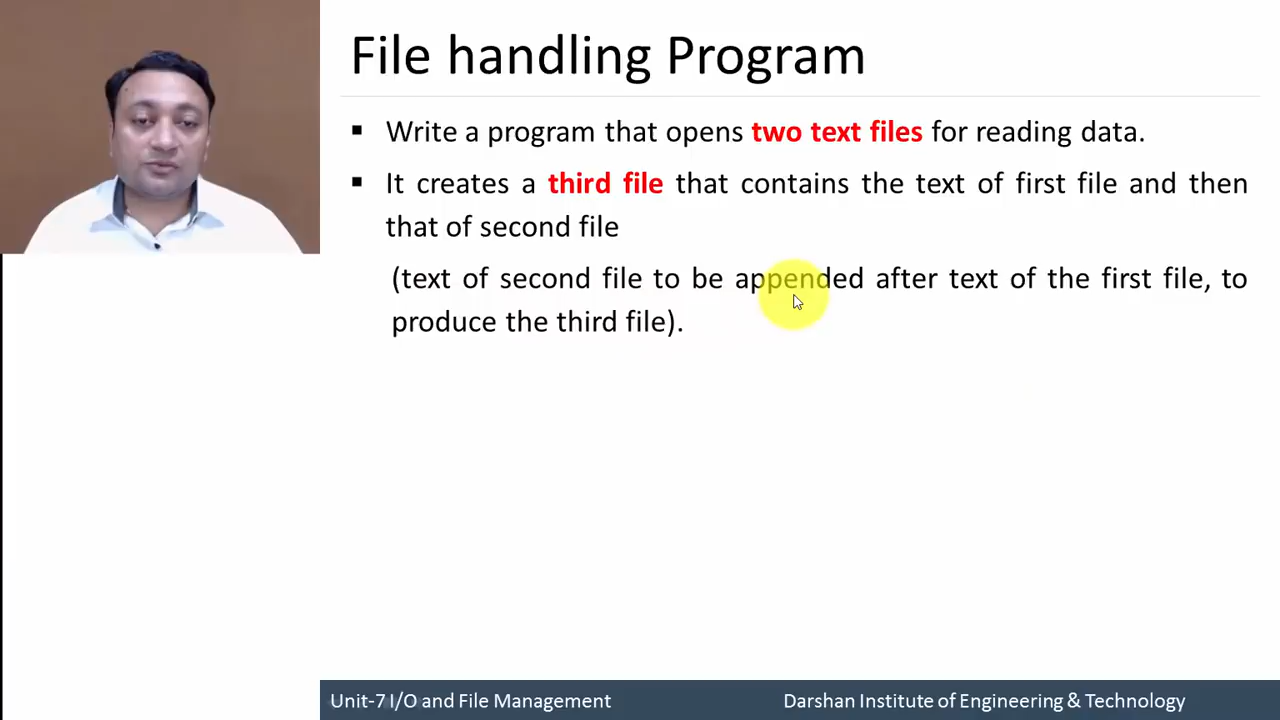 File handling Program
▪ Write a program that opens two text files for reading data.
▪ It creates a third file that contains the text of first file and then
that of second file
(text of second file to be appended after text of the first file, to
produce the third file).
Unit-7 I/O and File Management
Darshan Institute of Engineering & Technology